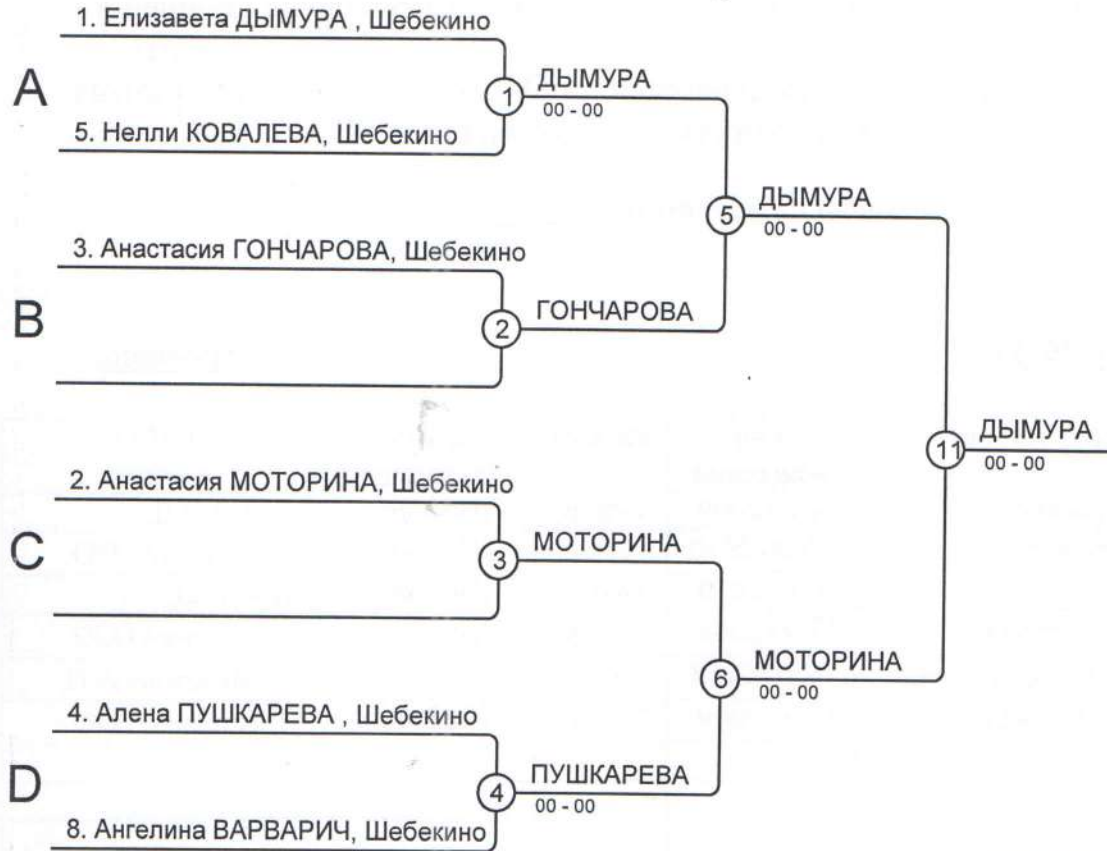 1. Елизавета ДЫМУРА , Шебекино
A
1
ДЫМУРА
00 - 00
5. Нелли КОВАЛЕВА, Шебекино
5
ДЫМУРА
00 - 00
3. Анастасия ГОНЧАРОВА, Шебекино
B
2
ГОНЧАРОВА
11
ДЫМУРА
00 - 00
2. Анастасия МОТОРИНА, Шебекино
C
3
МОТОРИНА
6
МОТОРИНА
00 - 00
4. Алена ПУШКАРЕВА , Шебекино
D
4
ПУШКАРЕВА
00 - 00
8. Ангелина ВАРВАРИЧ, Шебекино